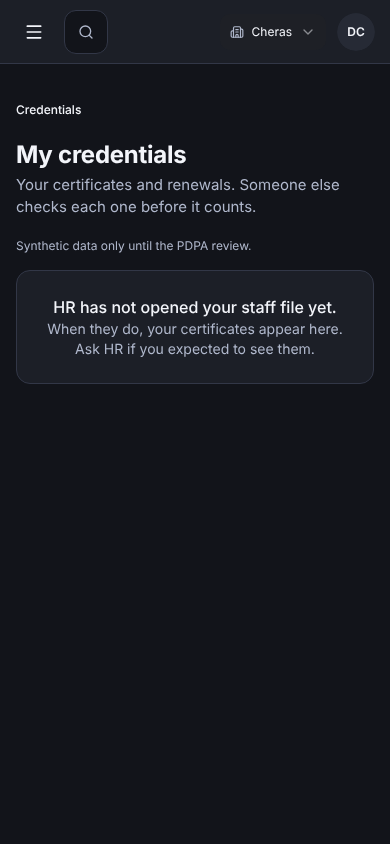 Cheras
DC
Credentials
My credentials
Your certificates and renewals. Someone else
checks each one before it counts.
Synthetic data only until the PDPA review.
HR has not opened your staff file yet.
When they do, your certificates appear here.
Ask HR if you expected to see them.